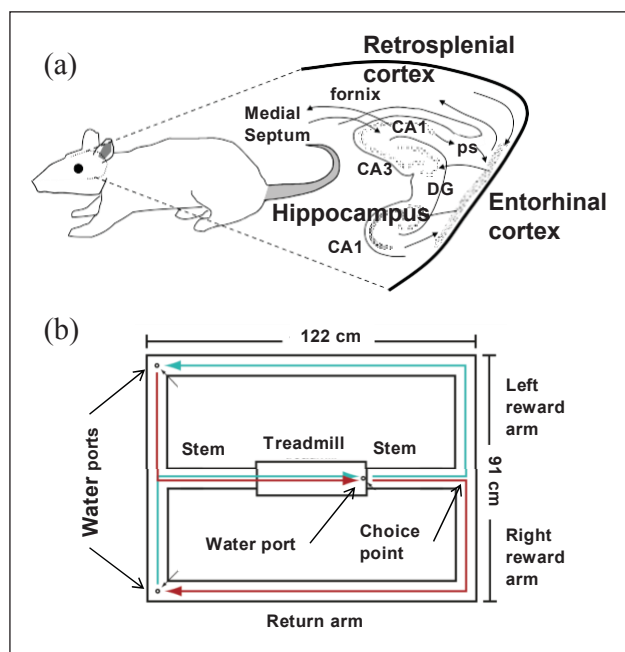 (a)
Retrosplenial
cortex
fornix
Medial
Septum
CA1
ps
CA3
DG
Hippocampus
Entorhinal
cortex
CA1
(b)
122 cm
Left
reward
arm
Stem
Treadmill
Stem
Water ports
91 cm
Water port
Choice
point
Right
reward
arm
Return arm